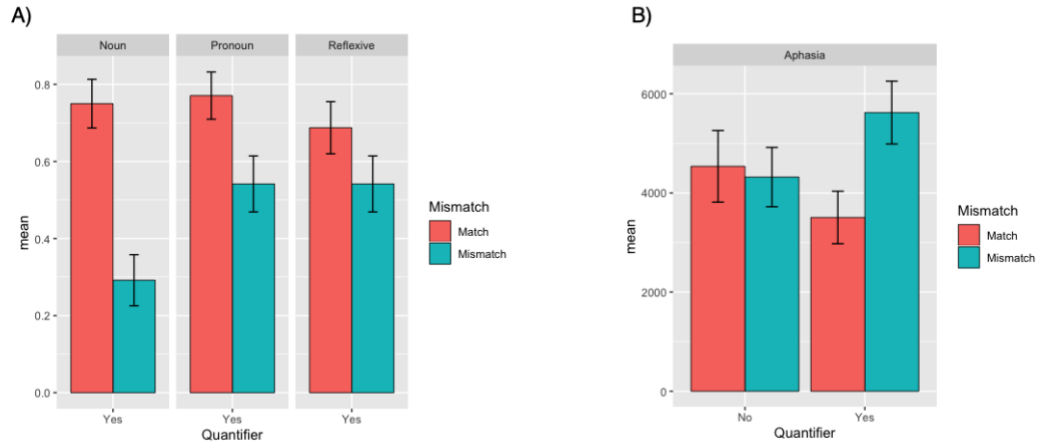 A)
Noun
Pronoun
Reflexive
0.8
0.6
0.4
0.2
0.0
mean
Yes
Yes
Yes
Quantifier
Mismatch
Match
Mismatch
B)
Aphasia
6000
4000
2000
0
mean
No
Yes
Quantifier
Mismatch
Match
Mismatch